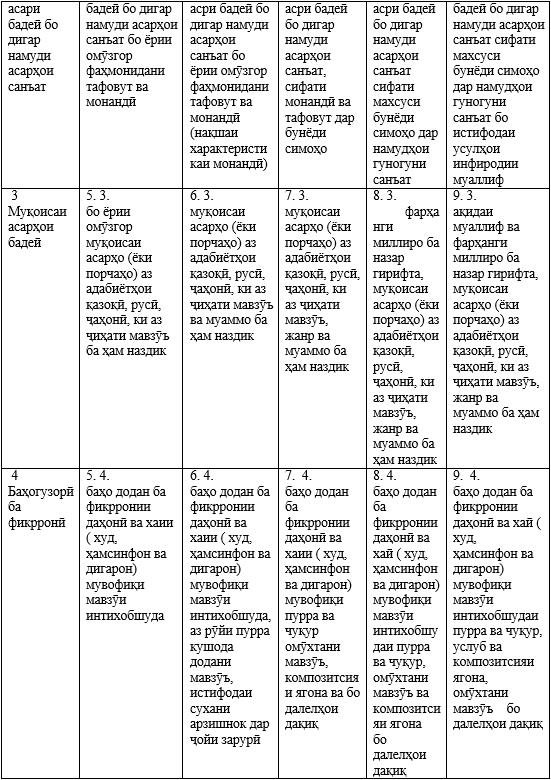 асари
бадеӣ бо
дигар
намуди
асарҳои
санъат
бадеӣ бо дигар
намуди асарҳои
санъат бо ёрии
омӯзгор
фаҳмонидани
тафовут ва
монандӣ
асри бадеӣ бо
дигар намуди
асарҳои
санъат бо
ёрии омӯзгор
фаҳмонидани
тафовут ва
монандӣ
(нақшаи
характеристи
каи монандӣ)
асри бадеӣ
бо дигар
намуди
асарҳои
санъат,
сифати
монандӣ ва
тафовут дар
бунёди
симоҳо
асри бадеӣ
бо дигар
намуди
асарҳои
санъат
сифати
махсуси
бунёди
симоҳо дар
намудҳои
гуногуни
санъат
бадеӣ бо дигар
намуди асарҳои
санъат сифати
махсуси
бунёди симоҳо
дар намудҳои
гуногуни
санъат бо
истифодаи
усулҳои
инфиродии
муаллиф
3
Муқоисаи
асарҳои
бадеӣ
5. 3.
бо ёрии
омӯзгор
муқоисаи
асарҳо (ёки
порчаҳо) аз
адабиётҳои
қазоқӣ, русӣ,
ҷаҳонӣ, ки аз
ҷиҳати мавзӯъ
ба ҳам наздик
6. 3.
муқоисаи
асарҳо (ёки
порчаҳо) аз
адабиётҳои
қазоқӣ, русӣ,
ҷаҳонӣ, ки аз
ҷиҳати мавзӯъ
ва муаммо ба
ҳам наздик
7. 3.
муқоисаи
асарҳо (ёки
порчаҳо) аз
адабиётҳои
қазоқӣ, русӣ,
ҷаҳонӣ, ки
аз ҷиҳати
мавзӯъ,
жанр ва
муаммо ба
ҳам наздик
8. 3.
фарҳа
нги
миллиро ба
назар
гирифта,
муқоисаи
асарҳо (ёки
порчаҳо) аз
адабиётҳои
қазоқӣ,
русӣ,
ҷаҳонӣ, ки
аз ҷиҳати
мавзӯъ,
жанр ва
муаммо ба
ҳам наздик
9. 3.
ақидаи
муаллиф ва
фарҳанги
миллиро ба
назар гирифта,
муқоисаи
асарҳо (ёки
порчаҳо) аз
адабиётҳои
қазоқӣ, русӣ,
ҷаҳонӣ, ки аз
ҷиҳати
мавзӯъ, жанр ва
муаммо ба ҳам
наздик
4
Баҳогузорӣ
ба
фикрронӣ
5. 4.
баҳо додан ба
фикрронии
даҳонӣ ва хаии
( худ,
ҳамсинфон ва
дигарон)
мувофиқи
мавзӯи
интихобшуда
6. 4.
баҳо додан ба
фикрронии
даҳонӣ ва
хаии ( худ,
ҳамсинфон ва
дигарон)
мувофиқи
мавзӯи
интихобшуда,
аз рӯйи пурра
кушода
додани
мавзӯъ,
истифодаи
сухани
арзишнок дар
ҷойи зарурӣ
7. 4.
баҳо додан
ба
фикрронии
даҳонӣ ва
хаии ( худ,
ҳамсинфон
ва дигарон)
мувофиқи
пурра ва
чуқур
омӯхтани
мавзӯъ,
композитсия
и ягона ва бо
далелҳои
дақиқ
8. 4.
баҳо додан
ба
фикрронии
даҳонӣ ва
хаӣ ( худ,
ҳамсинфон
ва дигарон)
мувофиқи
мавзӯи
интихобшу
даи пурра
ва чуқур,
омӯхтани
мавзӯъ ва
композитси
яи ягона
бо
далелҳои
дақиқ
9. 4.
баҳо додан ба
фикрронии
даҳонӣ ва хаӣ (
худ,
ҳамсинфон ва
дигарон)
мувофиқи
мавзӯи
интихобшудаи
пурра ва чуқур,
услуб ва
композитсияи
ягона,
омӯхтани
мавзӯъ бо
далелҳои дақиқ